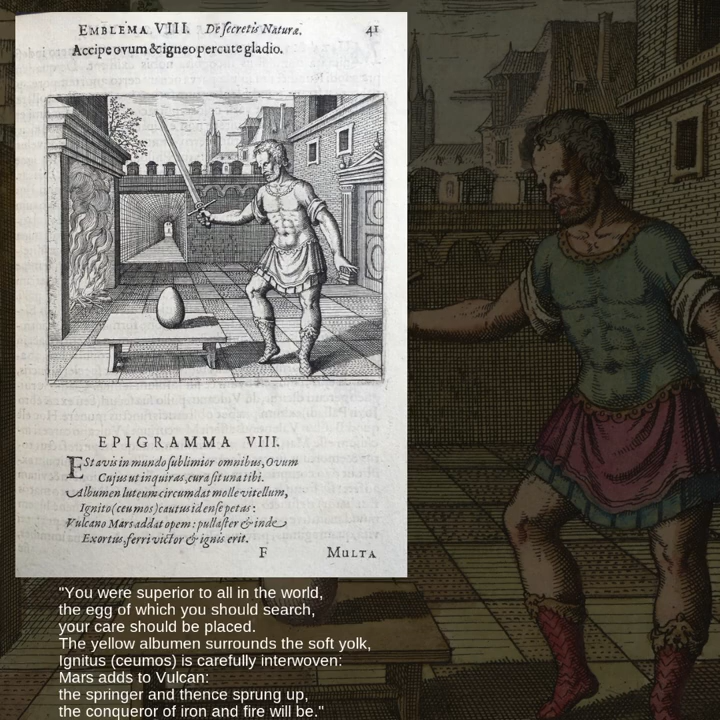 EMBLEMA VIII. De secretis Naturæ. 41
Accipe ovum & igneo percute gladio.
EPIGRAMMA VIII.
ESt avis in mundo sublimior omnibus, Ovum
Cujus ut inquiras, cura sit una tibi.
Albumen luteum circumdat molle vitellum,
Ignito (ceu mos) cautus id ense petas:
Vulcano Mars addat opem: pullaster & inde
Exortus, ferri victor & ignis erit.
F MULTA
"You were superior to all in the world,
the egg of which you should search,
your care should be placed.
The yellow albumen surrounds the soft yolk,
Ignitus (ceumos) is carefully interwoven:
Mars adds to Vulcan:
the springer and thence sprung up,
the conqueror of iron and fire will be."